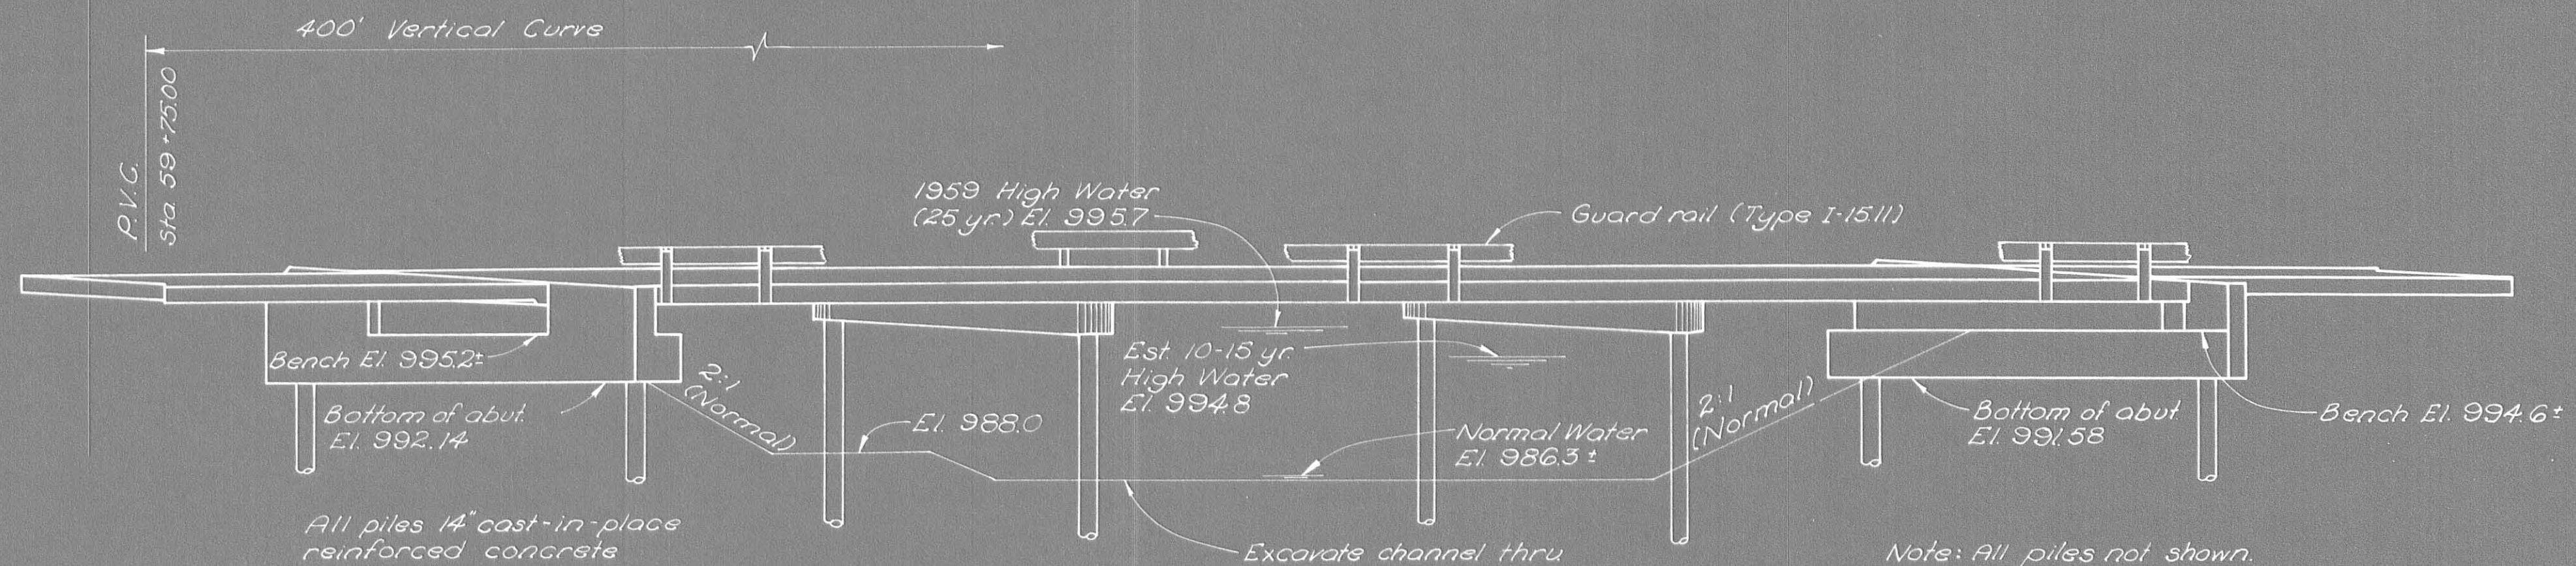 400' Vertical Curve
P.V.C.
Sta. 59+75.00
1959 High Water
(25 yr.) El. 995.7
Guard rail (Type I-15.11)
Bench El. 995.2±
Bottom of abut.
El. 992.14
2:1
(Normal)
El. 988.0
Est. 10-15 yr.
High Water
El. 994.8
Normal Water
El. 986.3±
2:1
(Normal)
Bottom of abut.
El. 991.58
Bench El. 994.6±
All piles 14" cast-in-place
reinforced concrete
Excavate channel thru.
Note: All piles not shown.